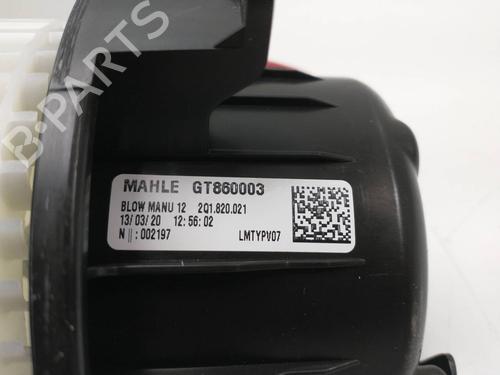 B-PARTS
MAHLE GT860003
BLOW MANU 12 2Q1.820.021
13/03/20 12:56:02
N ||: 002197 LMTYPV07